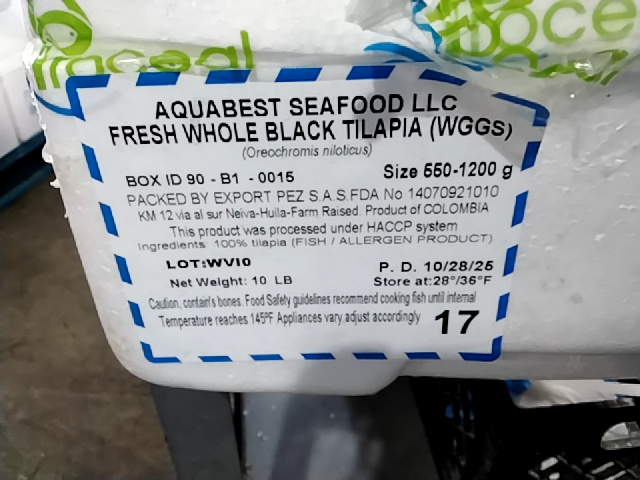 AQUABEST SEAFOOD LLC
FRESH WHOLE BLACK TILAPIA (WGGS)
(Oreochromis niloticus)
BOX ID 90 - B1 - 0015 Size 550-1200 g
PACKED BY EXPORT PEZ S.A.S.FDA No 14070921010
KM 12 via al sur Neiva-Huila-Farm Raised. Product of COLOMBIA
This product was processed under HACCP system
Ingredients: 100% tilapia (FISH / ALLERGEN PRODUCT)
LOT:WVI0 P. D. 10/28/25
Net Weight: 10 LB Store at:28°/36°F
Caution, contain's bones. Food Safety guidelines recommend cooking fish until internal
Temperature reaches 145ºF Appliances vary,adjust accordingly 17